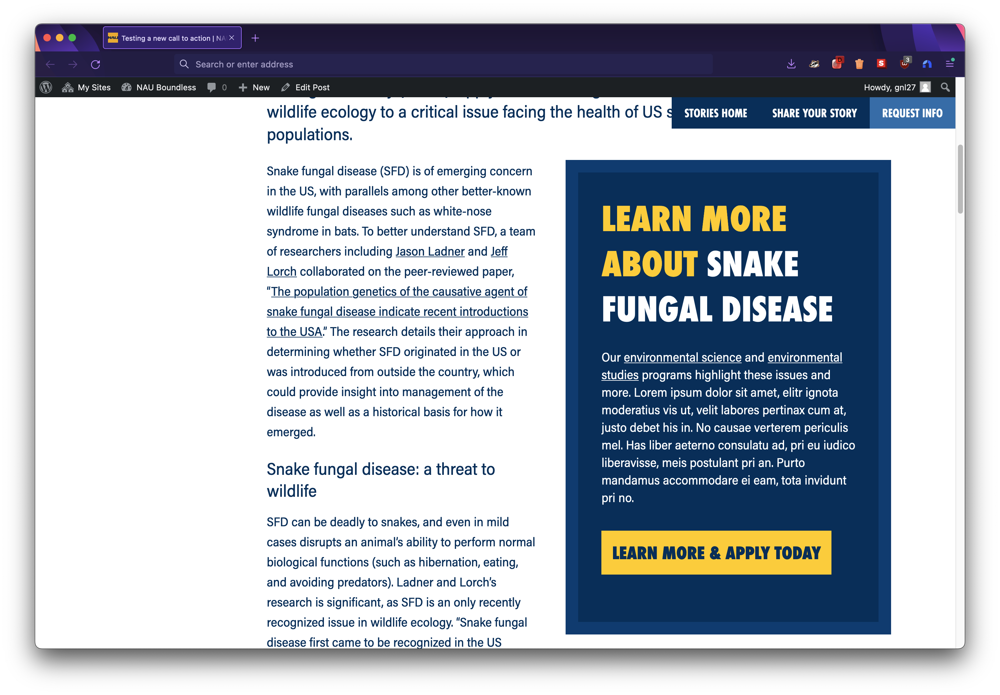 NAU Testing a new call to action | NA
Search or enter address
D
S
3
My Sites NAU Boundless 0 New Edit Post
Howdy, gnl27
STORIES HOME SHARE YOUR STORY REQUEST INFO
wildlife ecology to a critical issue facing the health of US s
populations.
Snake fungal disease (SFD) is of emerging concern
in the US, with parallels among other better-known
wildlife fungal diseases such as white-nose
syndrome in bats. To better understand SFD, a team
of researchers including Jason Ladner and Jeff
Lorch collaborated on the peer-reviewed paper,
“The population genetics of the causative agent of
snake fungal disease indicate recent introductions
to the USA.” The research details their approach in
determining whether SFD originated in the US or
was introduced from outside the country, which
could provide insight into management of the
disease as well as a historical basis for how it
emerged.
Snake fungal disease: a threat to
wildlife
SFD can be deadly to snakes, and even in mild
cases disrupts an animal’s ability to perform normal
biological functions (such as hibernation, eating,
and avoiding predators). Ladner and Lorch’s
research is significant, as SFD is an only recently
recognized issue in wildlife ecology. “Snake fungal
disease first came to be recognized in the US
LEARN MORE
ABOUT SNAKE
FUNGAL DISEASE
Our environmental science and environmental
studies programs highlight these issues and
more. Lorem ipsum dolor sit amet, elitr ignota
moderatius vis ut, velit labores pertinax cum at,
justo debet his in. No causae verterem periculis
mel. Has liber aeterno consulatu ad, pri eu iudico
liberavisse, meis postulant pri an. Purto
mandamus accommodare ei eam, tota invidunt
pri no.
LEARN MORE & APPLY TODAY